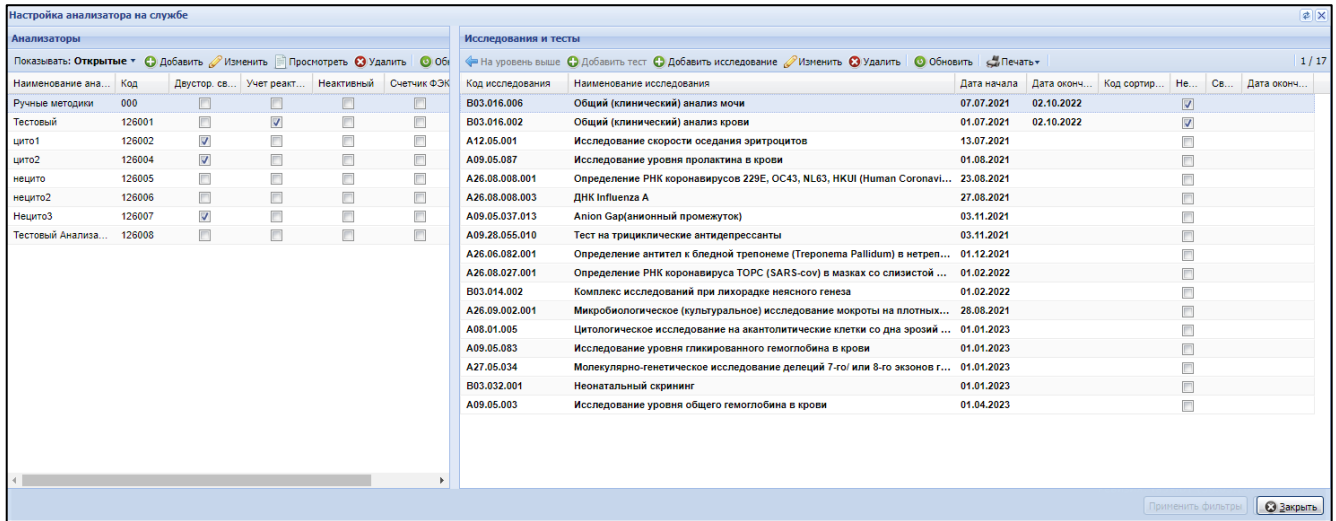 Настройка анализатора на службе
Анализаторы
Показывать: Открытые Добавить Изменить Просмотреть Удалить Обн
Наименование ана... Код Двустор. св... Учет реакт... Неактивный Счетчик ФЭК
Ручные методики 000
Тестовый 126001
цито1 126002
цито2 126004
нецито 126005
нецито2 126006
Нецито3 126007
Тестовый Анализа... 126008
Исследования и тесты
На уровень выше Добавить тест Добавить исследование Изменить Удалить Обновить Печать 1 / 17
Код исследования Наименование исследования Дата начала Дата оконч... Код сортир... Не... Св... Дата оконч...
B03.016.006 Общий (клинический) анализ мочи 07.07.2021 02.10.2022
B03.016.002 Общий (клинический) анализ крови 01.07.2021 02.10.2022
A12.05.001 Исследование скорости оседания эритроцитов 13.07.2021
A09.05.087 Исследование уровня пролактина в крови 01.08.2021
A26.08.008.001 Определение РНК коронавирусов 229E, OC43, NL63, HKUI (Human Coronavi... 23.08.2021
A26.08.008.003 ДНК Influenza A 27.08.2021
A09.05.037.013 Anion Gap(анионный промежуток) 03.11.2021
A09.28.055.010 Тест на трициклические антидепрессанты 03.11.2021
A26.06.082.001 Определение антител к бледной трепонеме (Treponema Pallidum) в нетреп... 01.12.2021
A26.08.027.001 Определение РНК коронавируса ТОРС (SARS-cov) в мазках со слизистой ... 01.02.2022
B03.014.002 Комплекс исследований при лихорадке неясного генеза 01.02.2022
A26.09.002.001 Микробиологическое (культуральное) исследование мокроты на плотных... 28.08.2021
A08.01.005 Цитологическое исследование на акантолитические клетки со дна эрозий ... 01.01.2023
A09.05.083 Исследование уровня гликированного гемоглобина в крови 01.01.2023
A27.05.034 Молекулярно-генетическое исследование делеций 7-го/ или 8-го экзонов г... 01.01.2023
B03.032.001 Неонатальный скрининг 01.01.2023
A09.05.003 Исследование уровня общего гемоглобина в крови 01.04.2023
Применить фильтры Закрыть